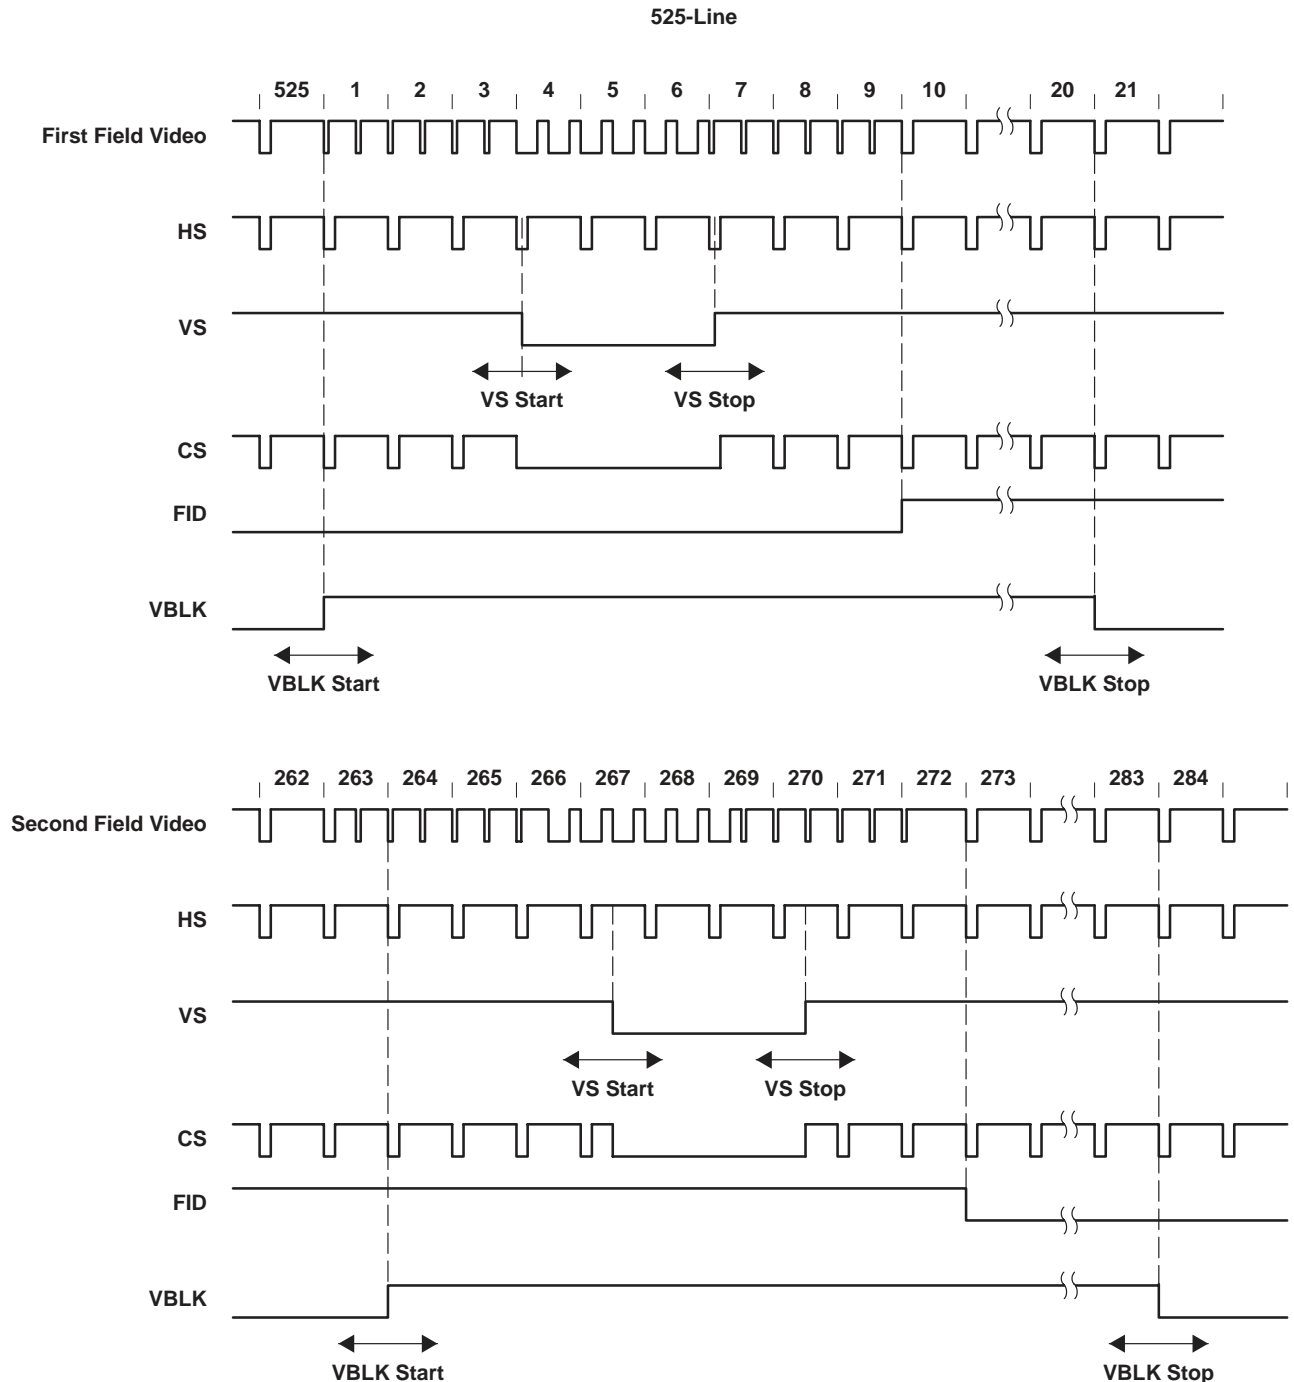 525-Line
525 1 2 3 4 5 6 7 8 9 10 20 21
First Field Video
HS
VS
VS Start VS Stop
CS
FID
VBLK
VBLK Start VBLK Stop
262 263 264 265 266 267 268 269 270 271 272 273 283 284
Second Field Video
HS
VS
VS Start VS Stop
CS
FID
VBLK
VBLK Start VBLK Stop